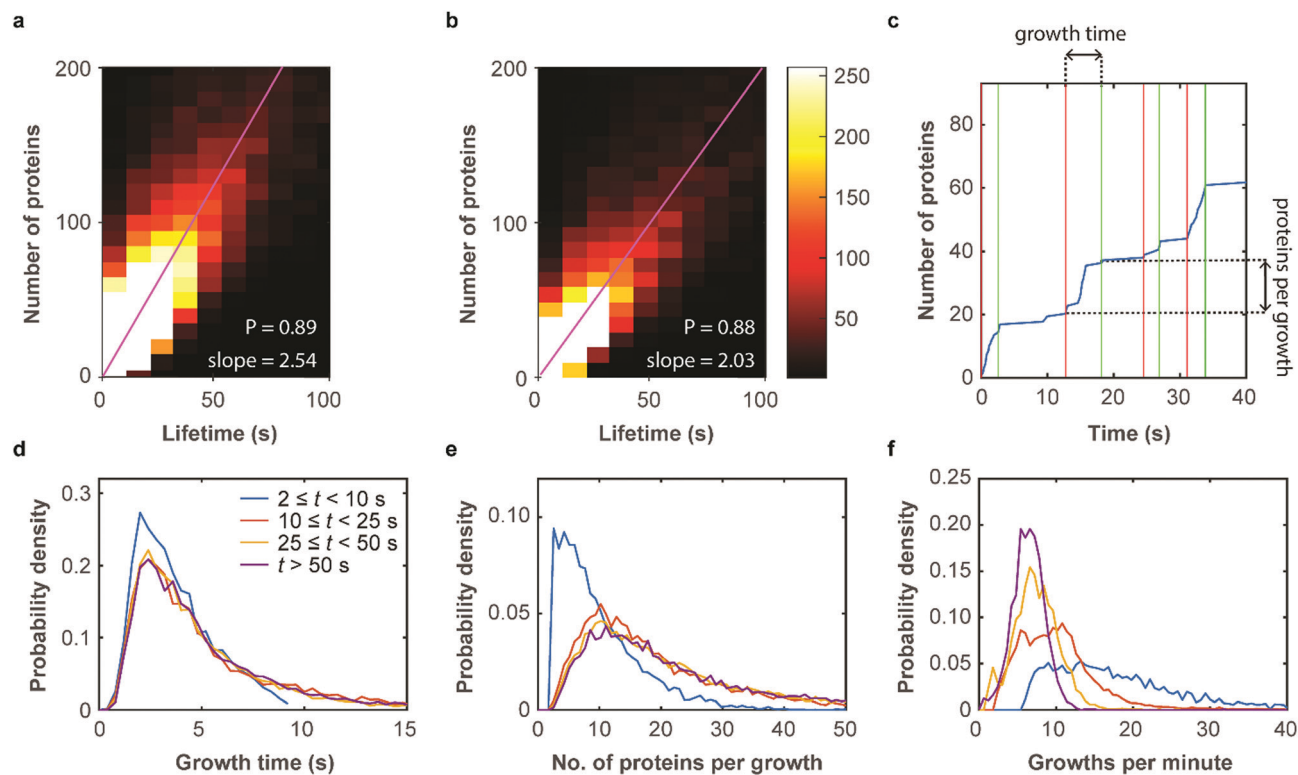 a
b
c
200
100
0
Number of proteins
0
50
100
Lifetime (s)
P = 0.89
slope = 2.54
200
100
0
Number of proteins
0
50
100
Lifetime (s)
P = 0.88
slope = 2.03
250
200
150
100
50
growth time
80
60
40
20
0
Number of proteins
0
10
20
30
40
Time (s)
proteins per growth
d
e
f
0.3
0.2
0.1
0
Probability density
0
5
10
15
Growth time (s)
2 ≤ t < 10 s
10 ≤ t < 25 s
25 ≤ t < 50 s
t > 50 s
0.10
0.05
0
Probability density
0
10
20
30
40
50
No. of proteins per growth
0.25
0.20
0.15
0.10
0.05
0
Probability density
0
10
20
30
40
Growths per minute